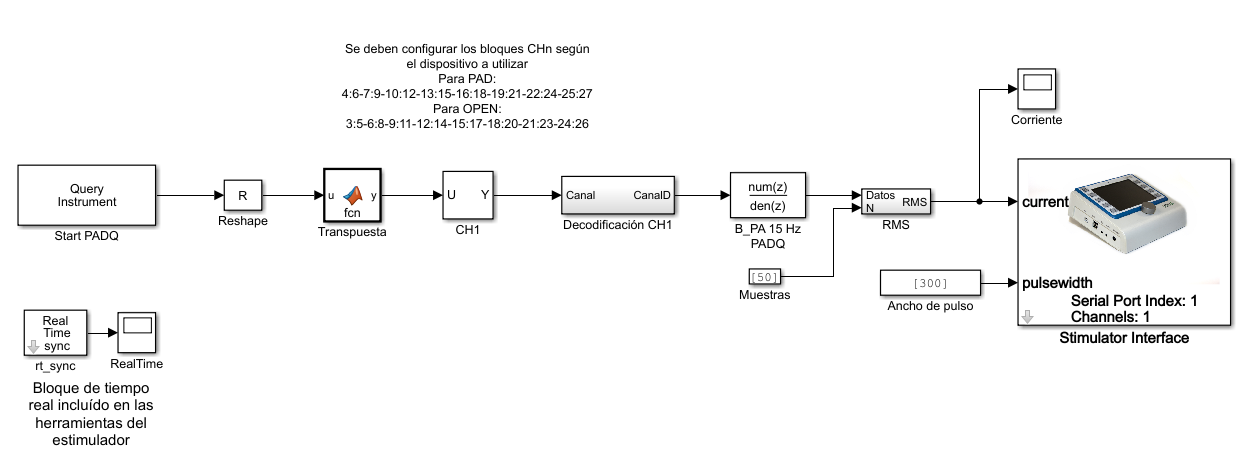 Se deben configurar los bloques CHn según
el dispositivo a utilizar
Para PAD:
4:6-7:9-10:12-13:15-16:18-19:21-22:24-25:27
Para OPEN:
3:5-6:8-9:11-12:14-15:17-18:20-21:23-24:26
Corriente
Query
Instrument
Start PADQ
R
Reshape
u
y
fcn
Transpuesta
U
Y
CH1
Canal
CanalD
Decodificación CH1
num(z)
den(z)
B_PA 15 Hz
PADQ
Datos
N
RMS
RMS
[50]
Muestras
[300]
Ancho de pulso
current
pulsewidth
Serial Port Index: 1
Channels: 1
Stimulator Interface
Real
Time
sync
rt_sync
RealTime
Bloque de tiempo
real incluído en las
herramientas del
estimulador